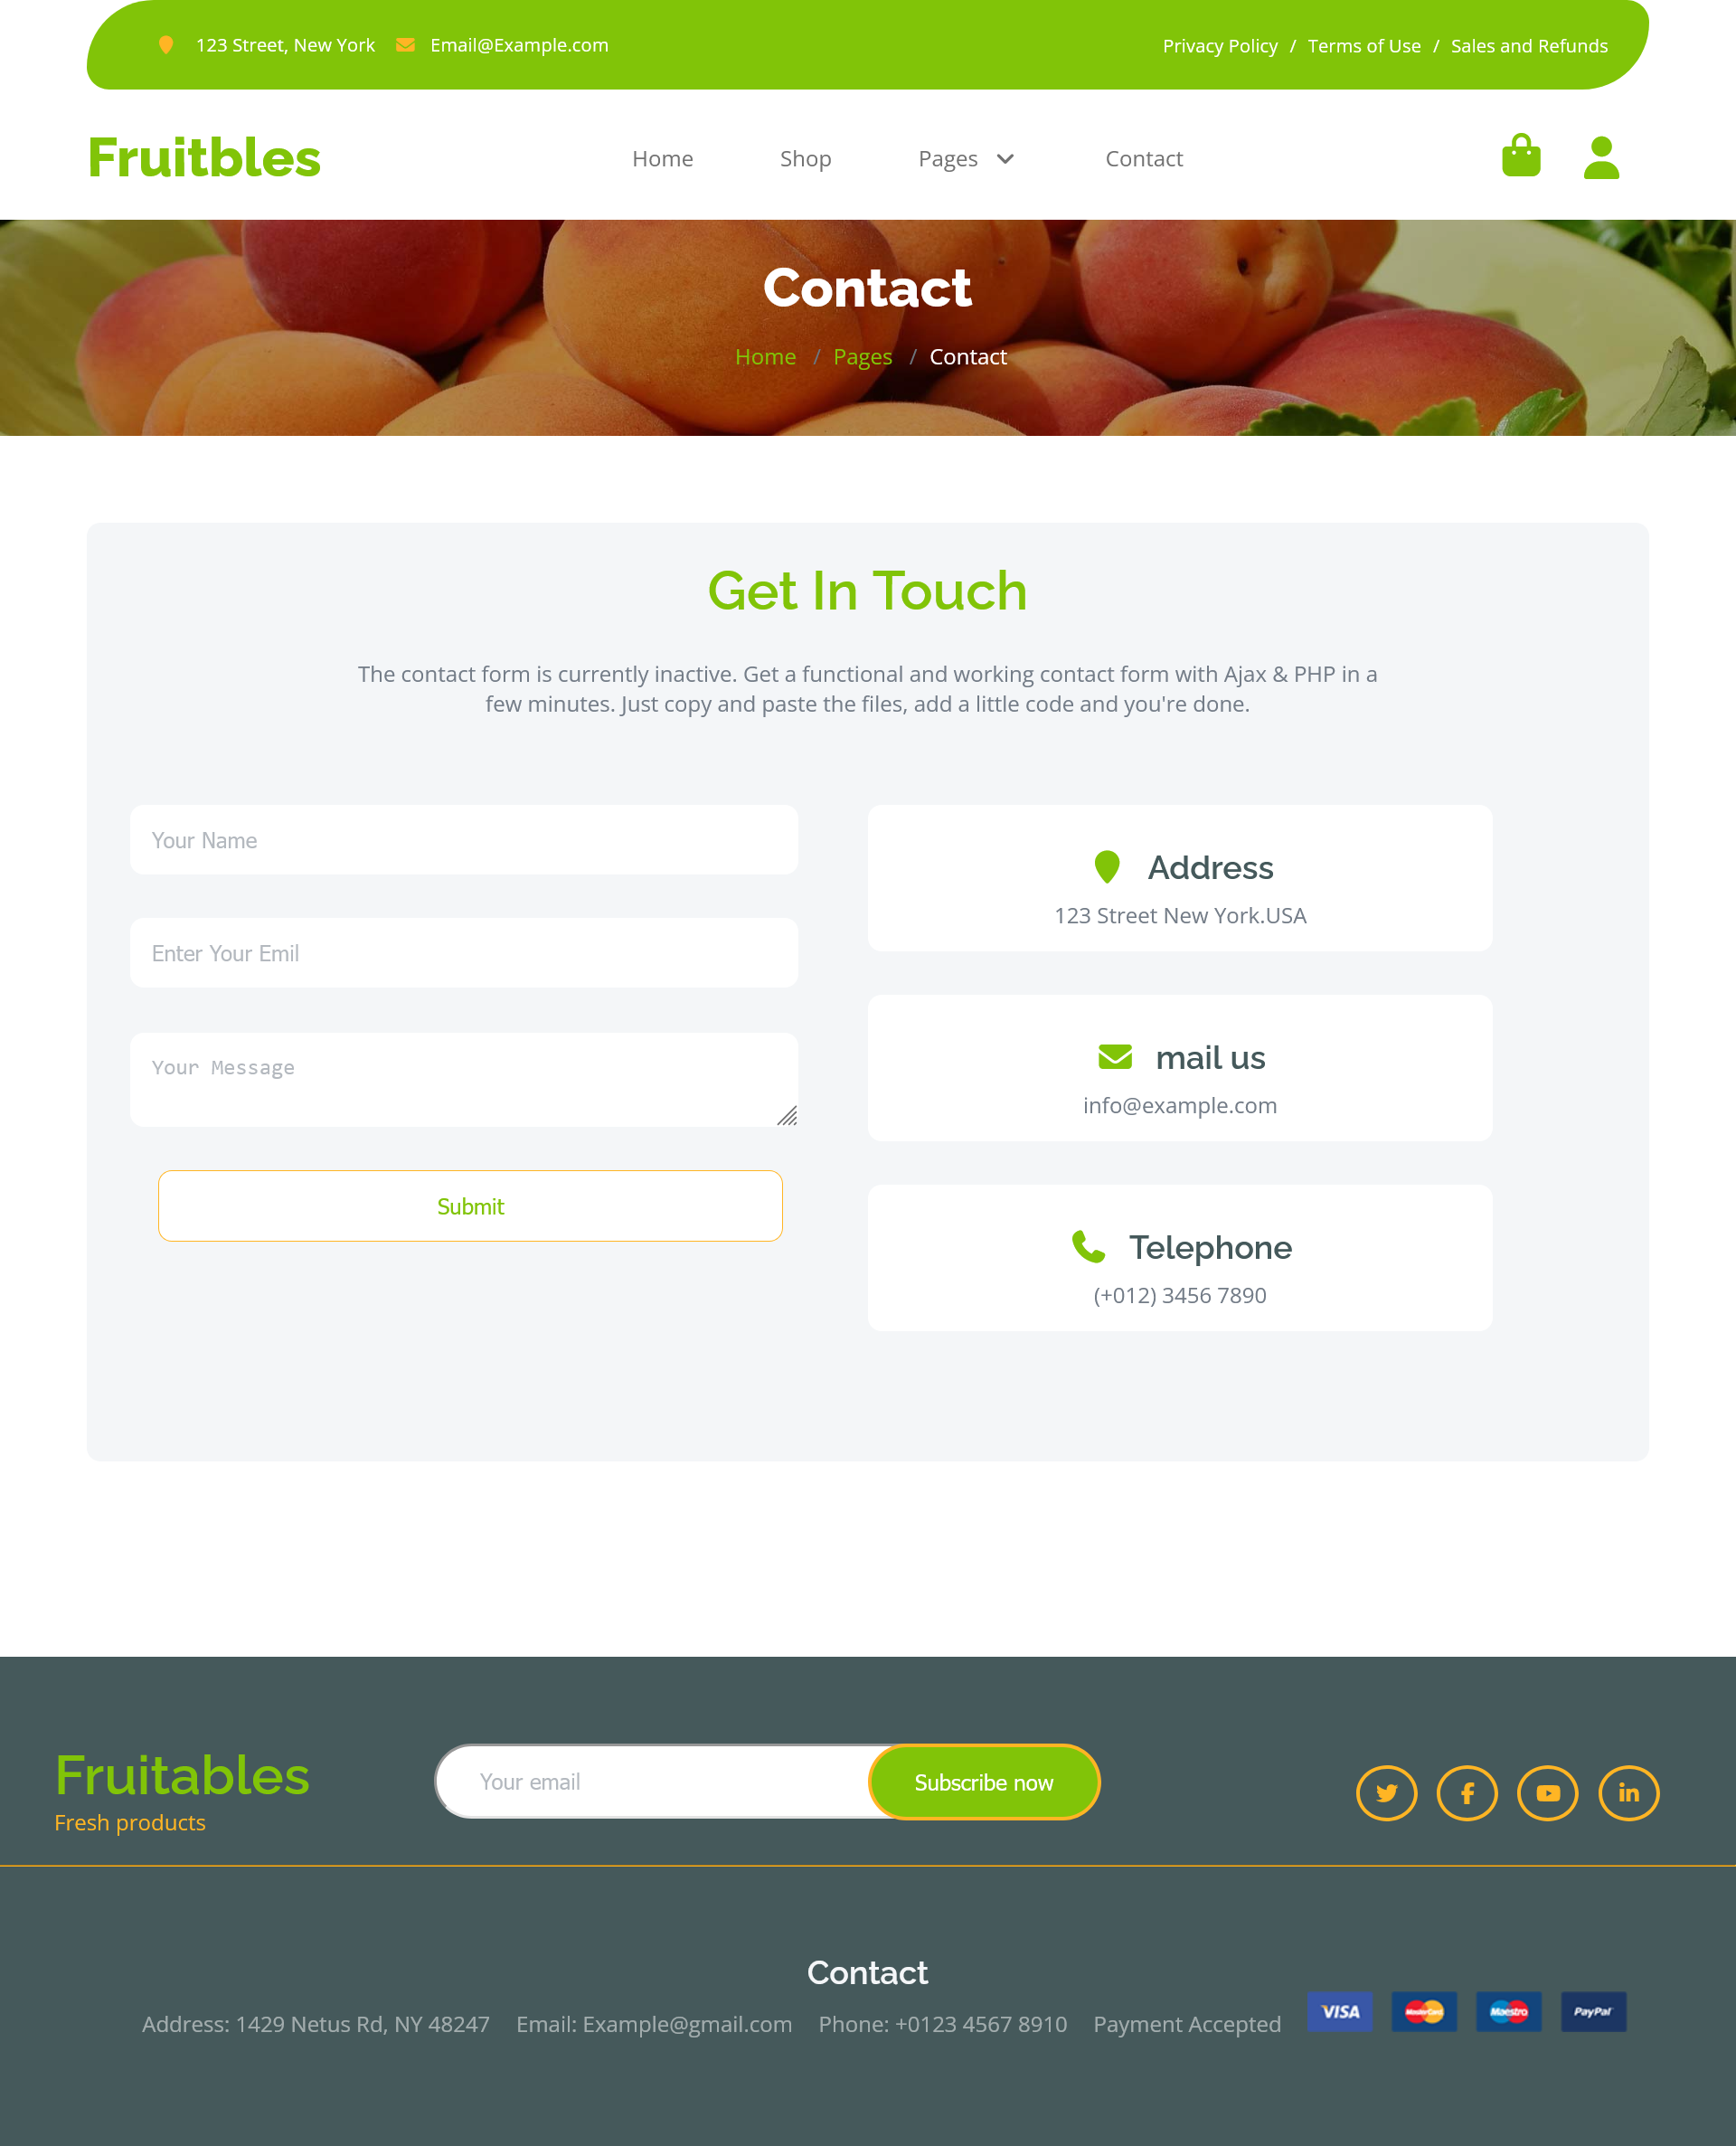 123 Street, New York Email@Example.com Privacy Policy / Terms of Use / Sales and Refunds
Fruitbles Home Shop Pages Contact
Contact
Home / Pages / Contact
Get In Touch
The contact form is currently inactive. Get a functional and working contact form with Ajax & PHP in a
few minutes. Just copy and paste the files, add a little code and you're done.
Your Name
Enter Your Emil
Your Message
Submit
Address
123 Street New York.USA
mail us
info@example.com
Telephone
(+012) 3456 7890
Fruitables
Fresh products
Your email
Subscribe now
Contact
Address: 1429 Netus Rd, NY 48247 Email: Example@gmail.com Phone: +0123 4567 8910 Payment Accepted VISA MasterCard Maestro PayPal